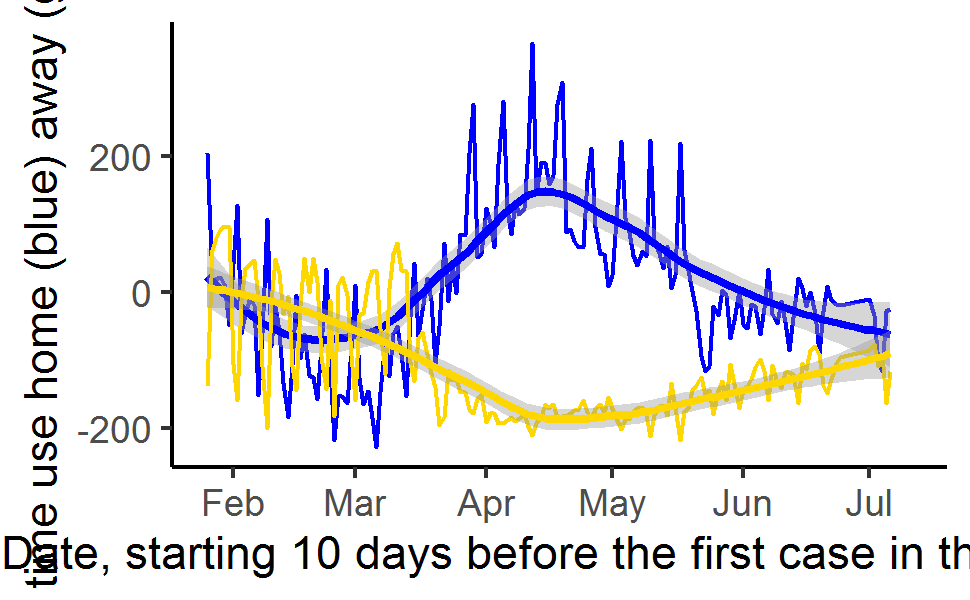 time use home (blue) away (
200
0
-200
Feb Mar Apr May Jun Jul
Date, starting 10 days before the first case in th